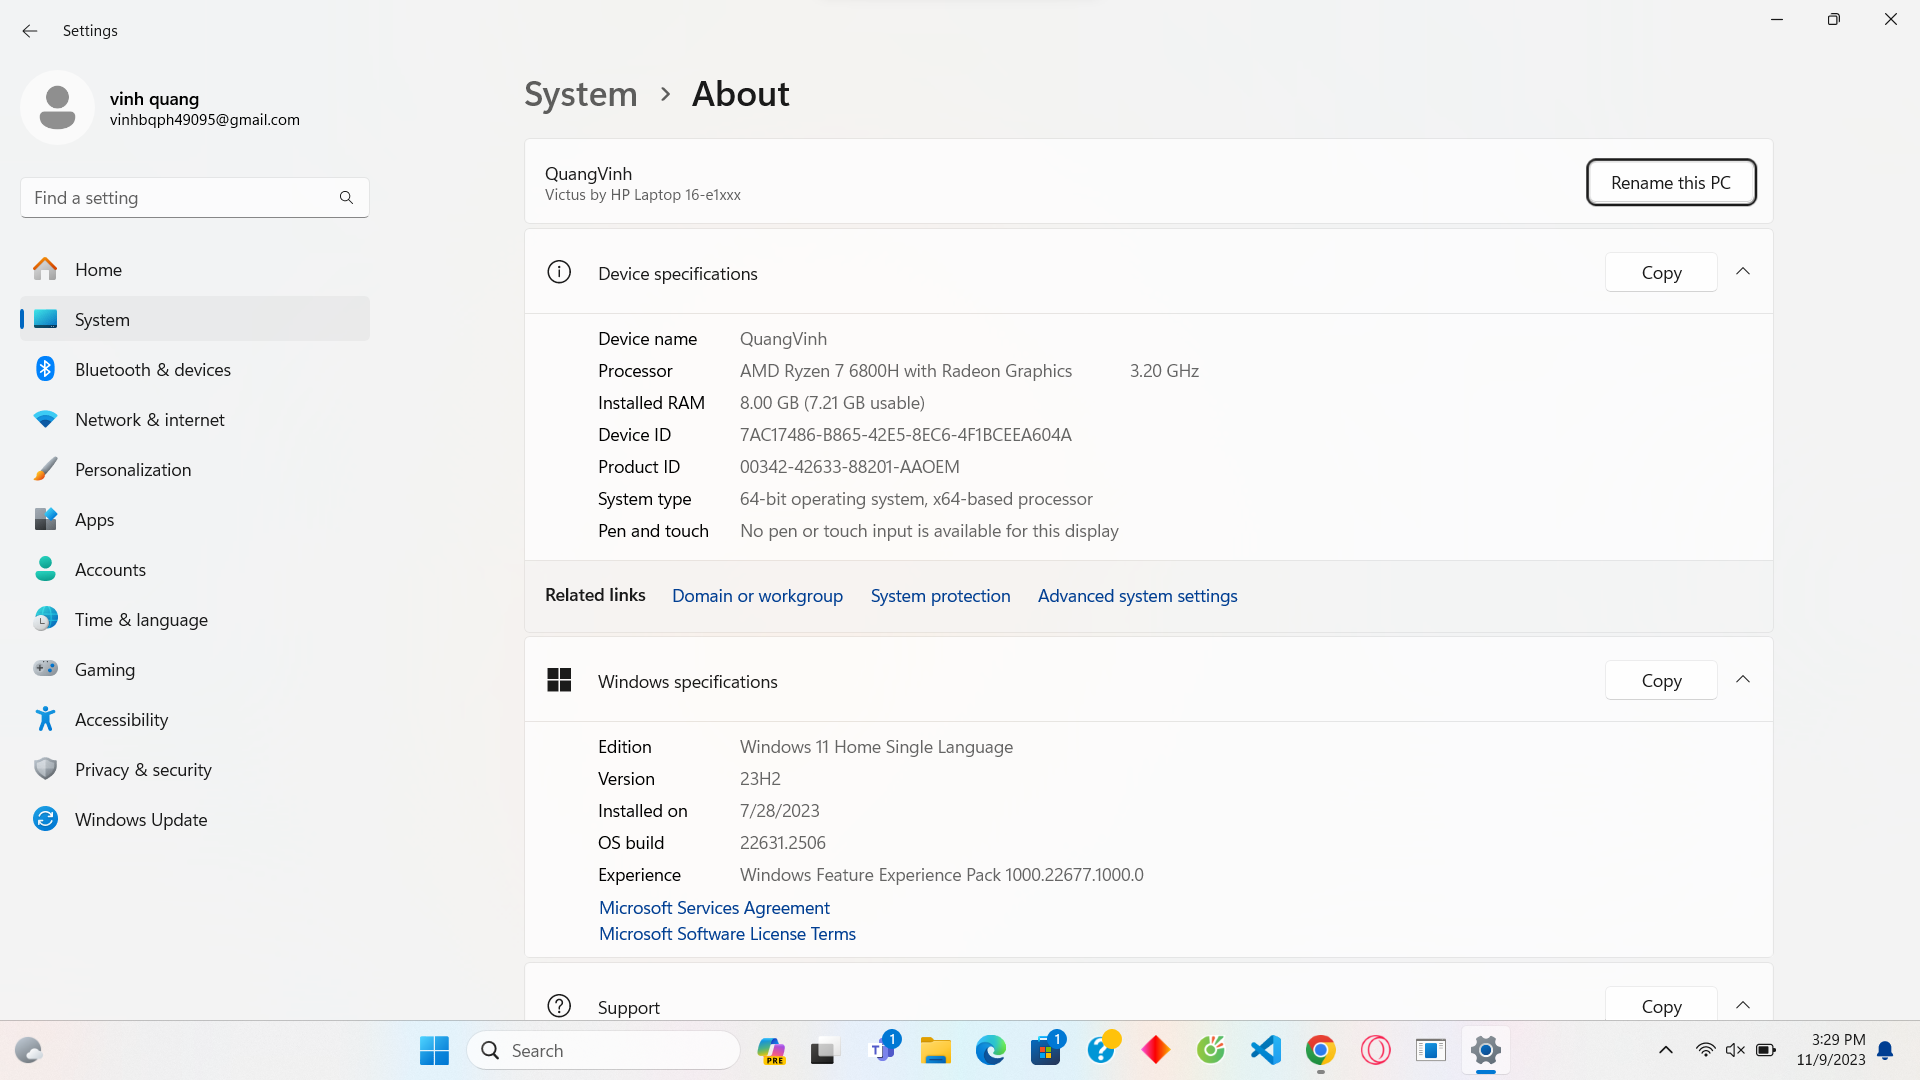 Settings
vinh quang
vinhbqph49095@gmail.com
Find a setting
Home
System
Bluetooth & devices
Network & internet
Personalization
Apps
Accounts
Time & language
Gaming
Accessibility
Privacy & security
Windows Update
System > About
QuangVinh
Victus by HP Laptop 16-e1xxx
Rename this PC
Device specifications
Copy
Device name QuangVinh
Processor AMD Ryzen 7 6800H with Radeon Graphics 3.20 GHz
Installed RAM 8.00 GB (7.21 GB usable)
Device ID 7AC17486-B865-42E5-8EC6-4F1BCEEA604A
Product ID 00342-42633-88201-AAOEM
System type 64-bit operating system, x64-based processor
Pen and touch No pen or touch input is available for this display
Related links Domain or workgroup System protection Advanced system settings
Windows specifications
Copy
Edition Windows 11 Home Single Language
Version 23H2
Installed on 7/28/2023
OS build 22631.2506
Experience Windows Feature Experience Pack 1000.22677.1000.0
Microsoft Services Agreement
Microsoft Software License Terms
Support
Copy
Search
PRE
1
1
3:29 PM
11/9/2023